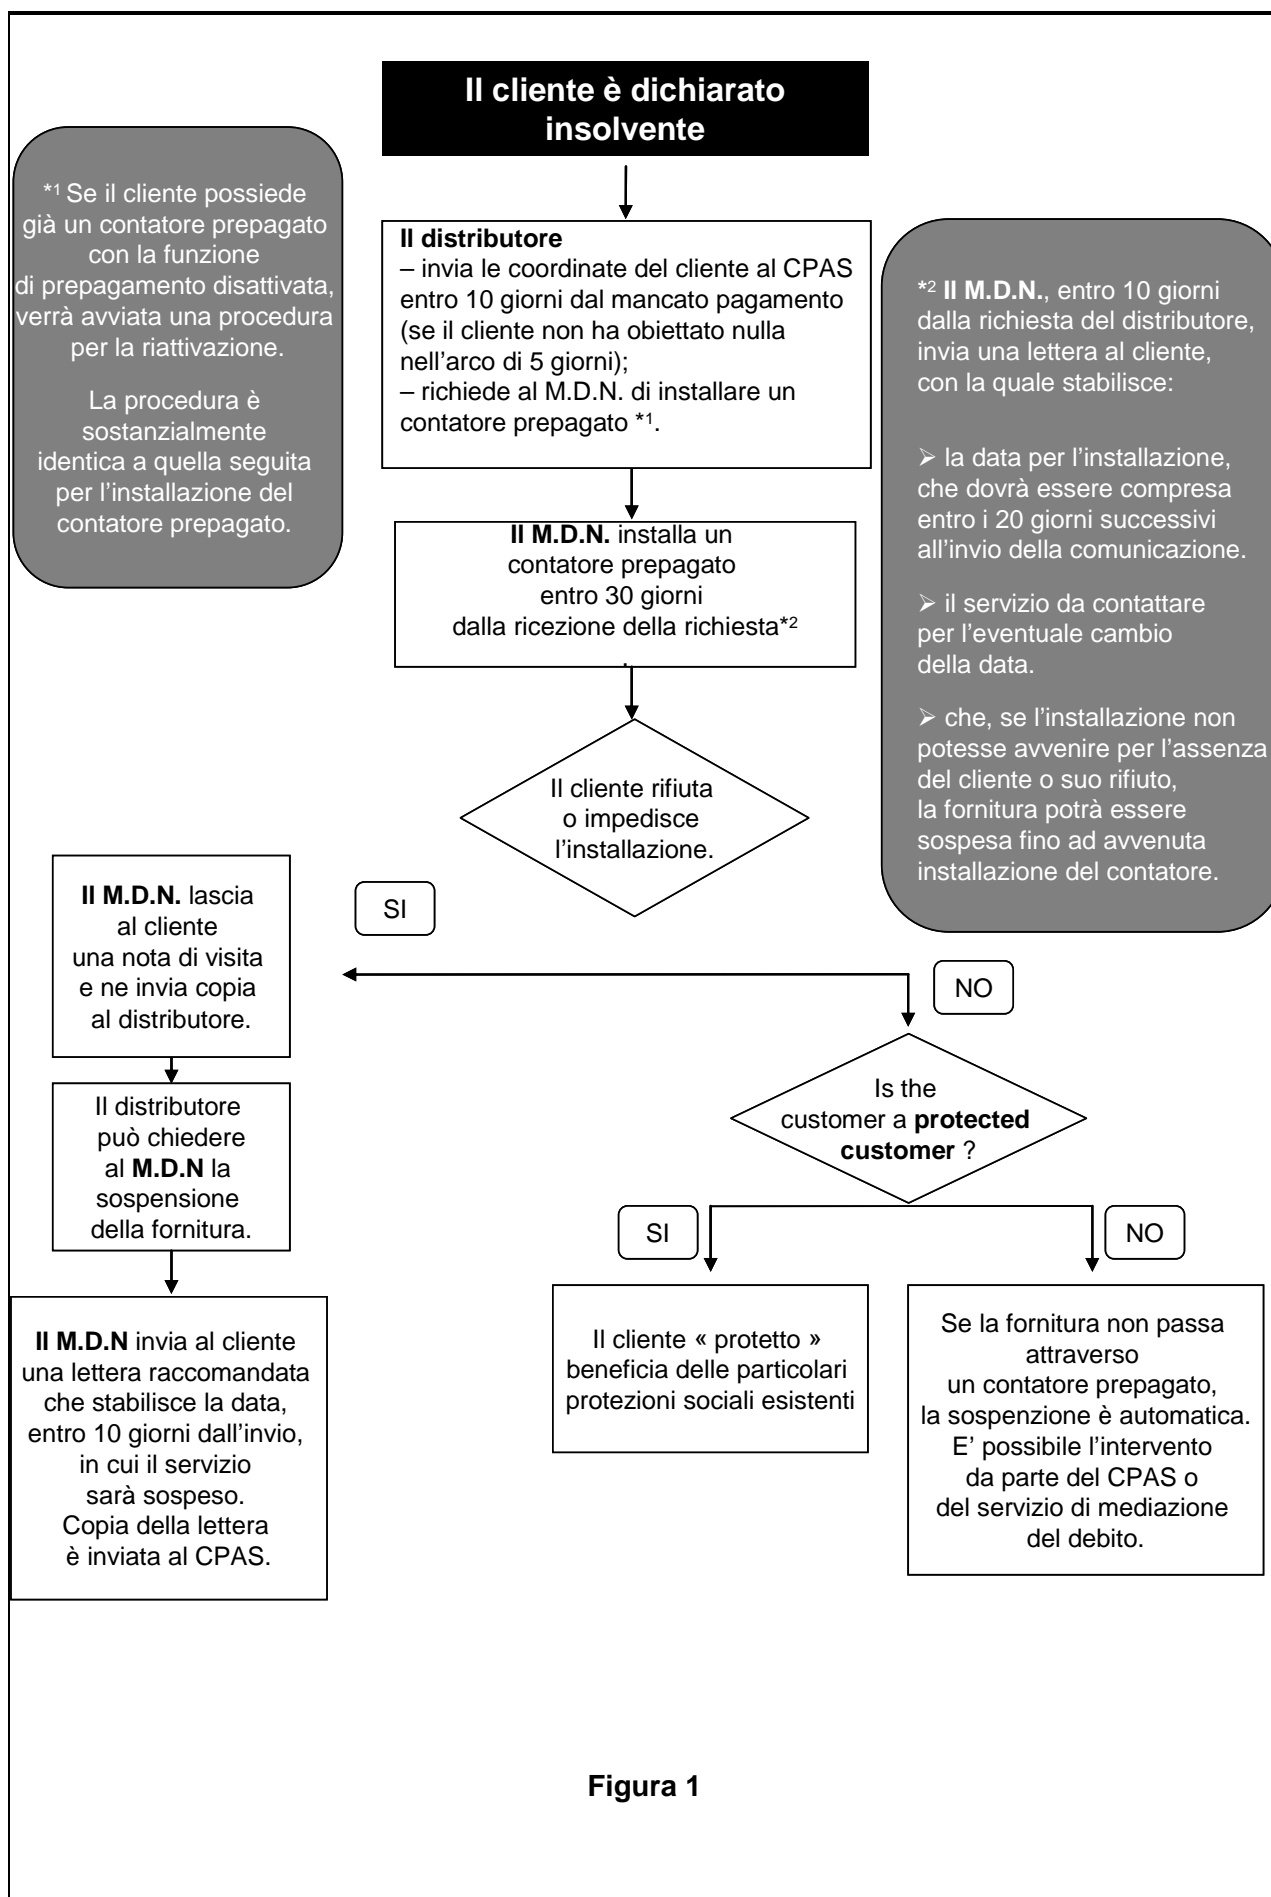 Il cliente è dichiarato
insolvente
*1 Se il cliente possiede
già un contatore prepagato
con la funzione
di prepagamento disattivata,
verrà avviata una procedura
per la riattivazione.
La procedura è
sostanzialmente
identica a quella seguita
per l'installazione del
contatore prepagato.
Il distributore
– invia le coordinate del cliente al CPAS
entro 10 giorni dal mancato pagamento
(se il cliente non ha obiettato nulla
nell'arco di 5 giorni);
– richiede al M.D.N. di installare un
contatore prepagato *1.
*2 Il M.D.N., entro 10 giorni
dalla richiesta del distributore,
invia una lettera al cliente,
con la quale stabilisce:
➢ la data per l'installazione,
che dovrà essere compresa
entro i 20 giorni successivi
all'invio della comunicazione.
➢ il servizio da contattare
per l'eventuale cambio
della data.
➢ che, se l'installazione non
potesse avvenire per l'assenza
del cliente o suo rifiuto,
la fornitura potrà essere
sospesa fino ad avvenuta
installazione del contatore.
Il M.D.N. installa un
contatore prepagato
entro 30 giorni
dalla ricezione della richiesta*2
.
Il cliente rifiuta
o impedisce
l'installazione.
SI
NO
Il M.D.N. lascia
al cliente
una nota di visita
e ne invia copia
al distributore.
Il distributore
può chiedere
al M.D.N la
sospensione
della fornitura.
Il M.D.N invia al cliente
una lettera raccomandata
che stabilisce la data,
entro 10 giorni dall'invio,
in cui il servizio
sarà sospeso.
Copia della lettera
è inviata al CPAS.
Is the
customer a protected
customer ?
SI
NO
Il cliente « protetto »
beneficia delle particolari
protezioni sociali esistenti
Se la fornitura non passa
attraverso
un contatore prepagato,
la sospenzione è automatica.
E' possibile l'intervento
da parte del CPAS o
del servizio di mediazione
del debito.
Figura 1